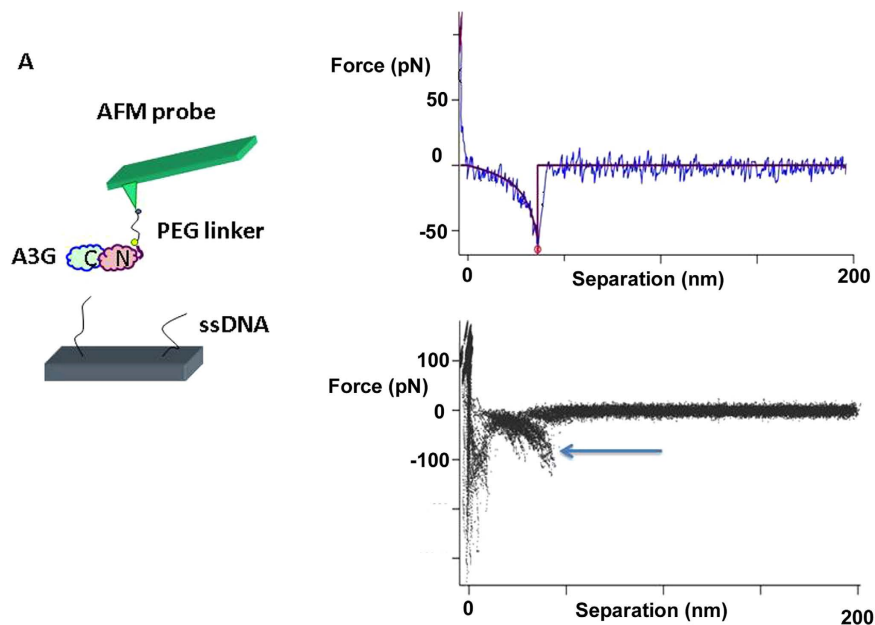 A
AFM probe
PEG linker
A3G
C N
ssDNA
Force (pN)
50
0
-50
0
Separation (nm)
200
Force (pN)
100
0
-100
0
Separation (nm)
200